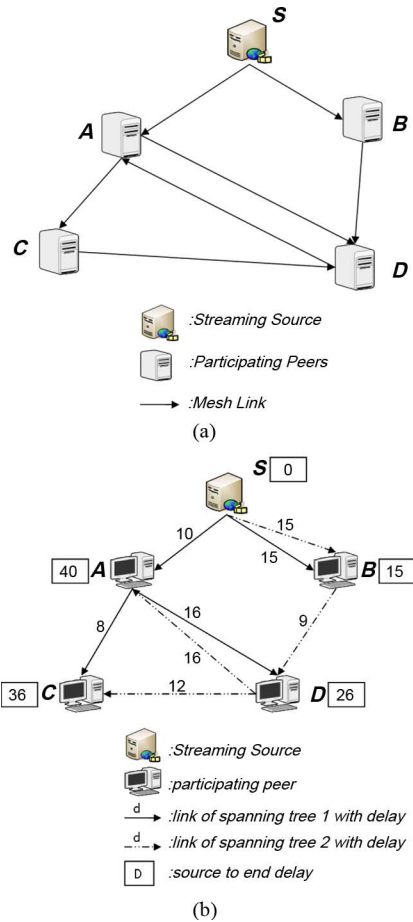 S
A
B
C
D
:Streaming Source
:Participating Peers
:Mesh Link
(a)
S 0
10 15
15
40 A B 15
8 16 9
16
36 C 12 D 26
:Streaming Source
:participating peer
d :link of spanning tree 1 with delay
d :link of spanning tree 2 with delay
D :source to end delay
(b)